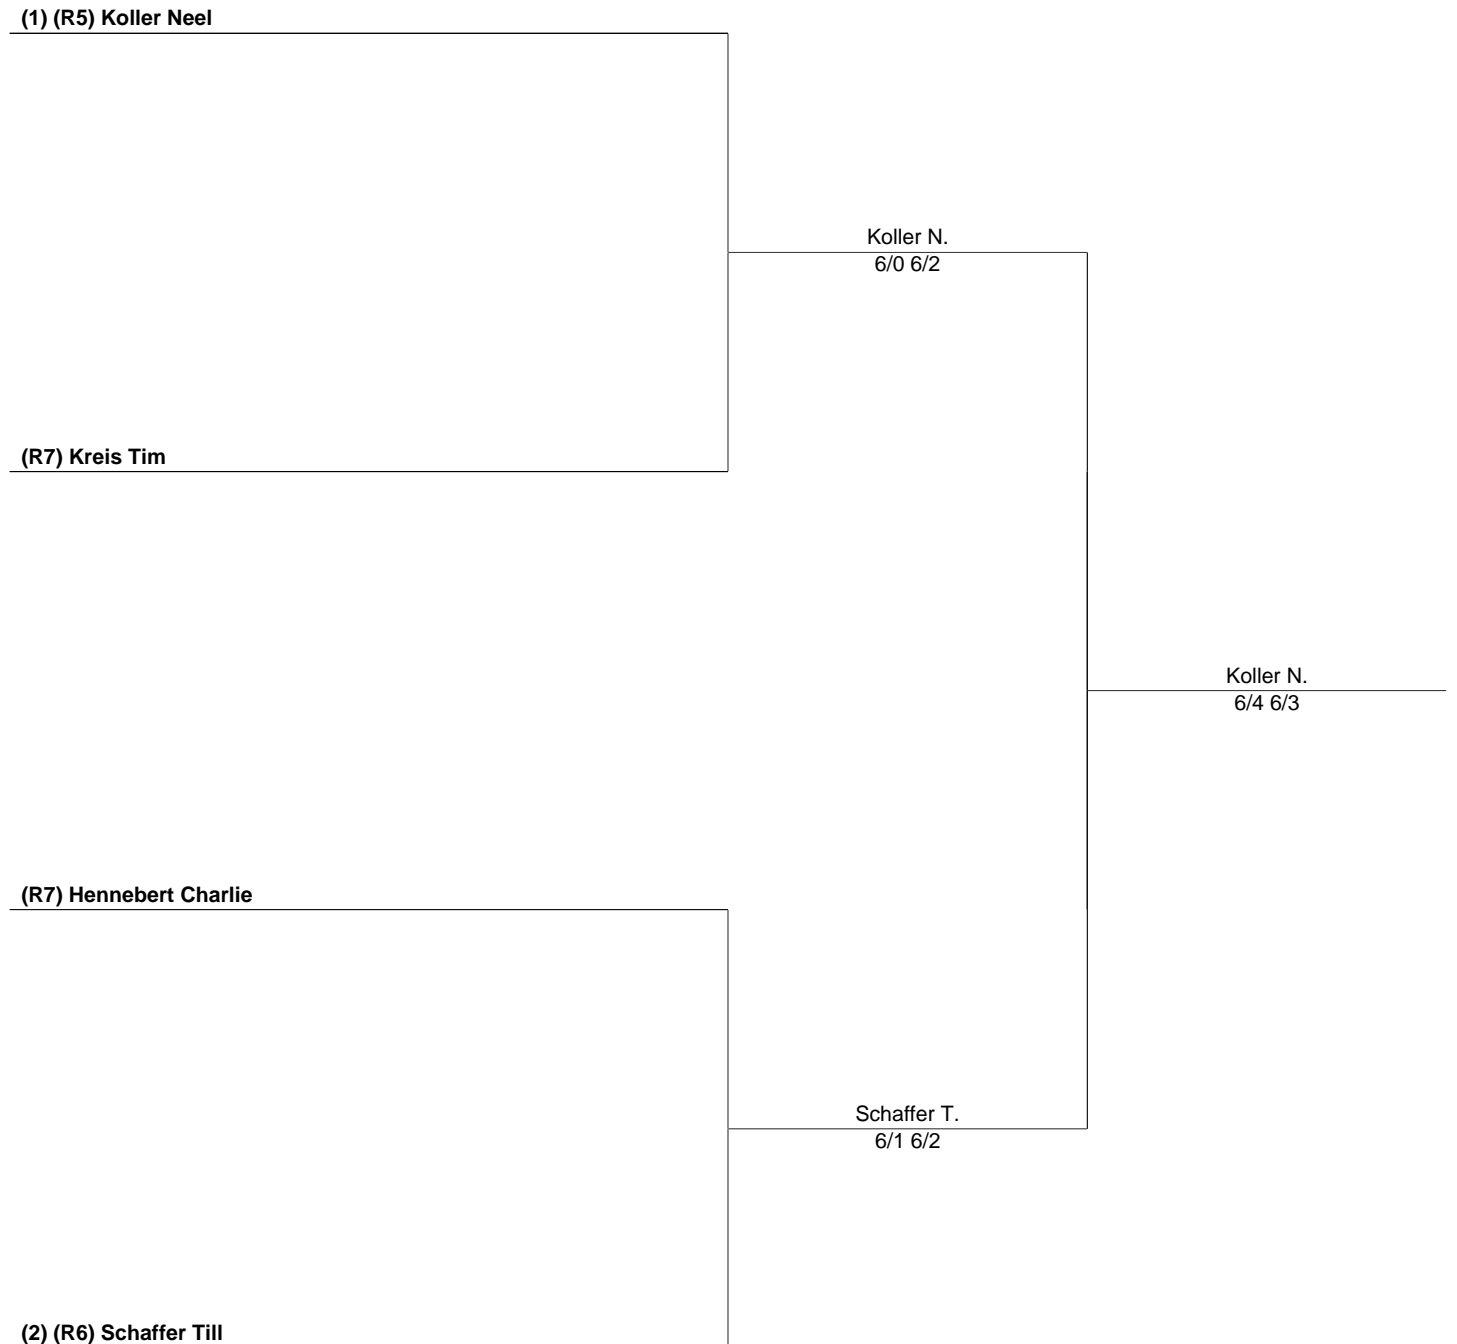 (1) (R5) Koller Neel
Koller N.
6/0 6/2
(R7) Kreis Tim
Koller N.
6/4 6/3
(R7) Hennebert Charlie
Schaffer T.
6/1 6/2
(2) (R6) Schaffer Till